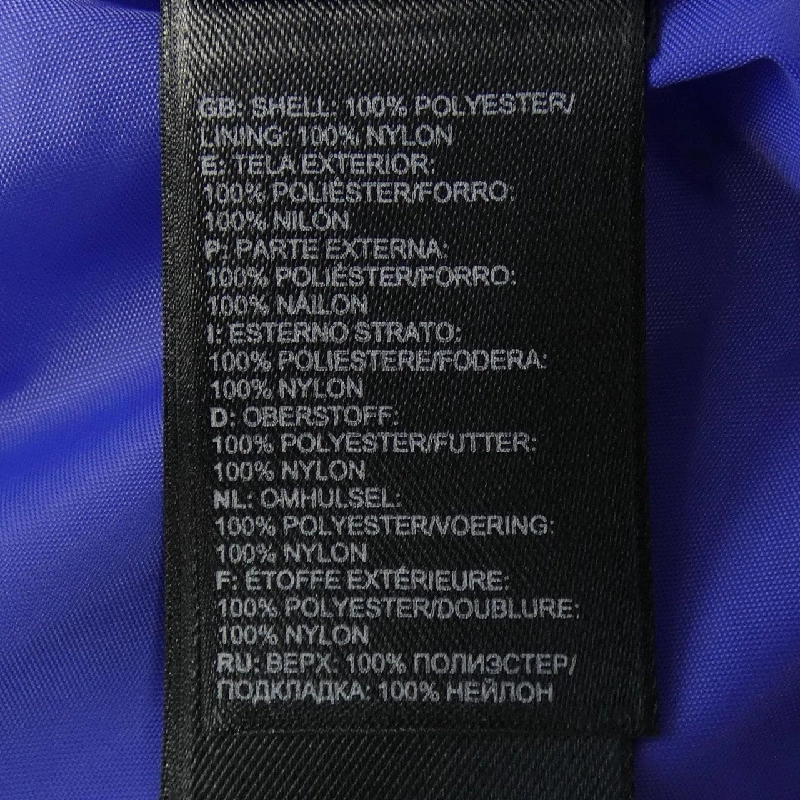 GB: SHELL: 100% POLYESTER/
LINING: 100% NYLON
E: TELA EXTERIOR:
100% POLIÉSTER/FORRO:
100% NILÓN
P: PARTE EXTERNA:
100% POLIÉSTER/FORRO:
100% NÁILON
I: ESTERNO STRATO:
100% POLIESTERE/FODERA:
100% NYLON
D: OBERSTOFF:
100% POLYESTER/FUTTER:
100% NYLON
NL: OMHULSEL:
100% POLYESTER/VOERING:
100% NYLON
F: ÉTOFFE EXTÉRIEURE:
100% POLYESTER/DOUBLURE:
100% NYLON
RU: ВЕРХ: 100% ПОЛИЭСТЕР/
ПОДКЛАДКА: 100% НЕЙЛОН